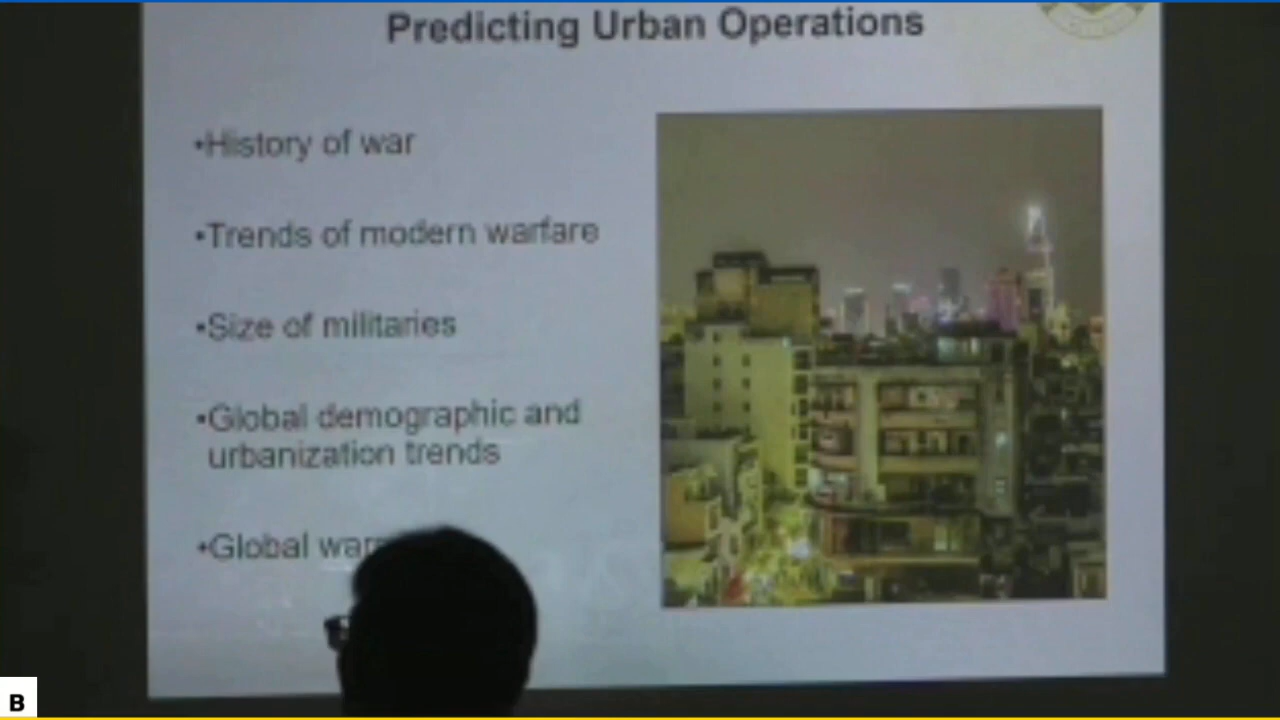 Predicting Urban Operations
•History of war
•Trends of modern warfare
•Size of militaries
•Global demographic and
urbanization trends
•Global
B